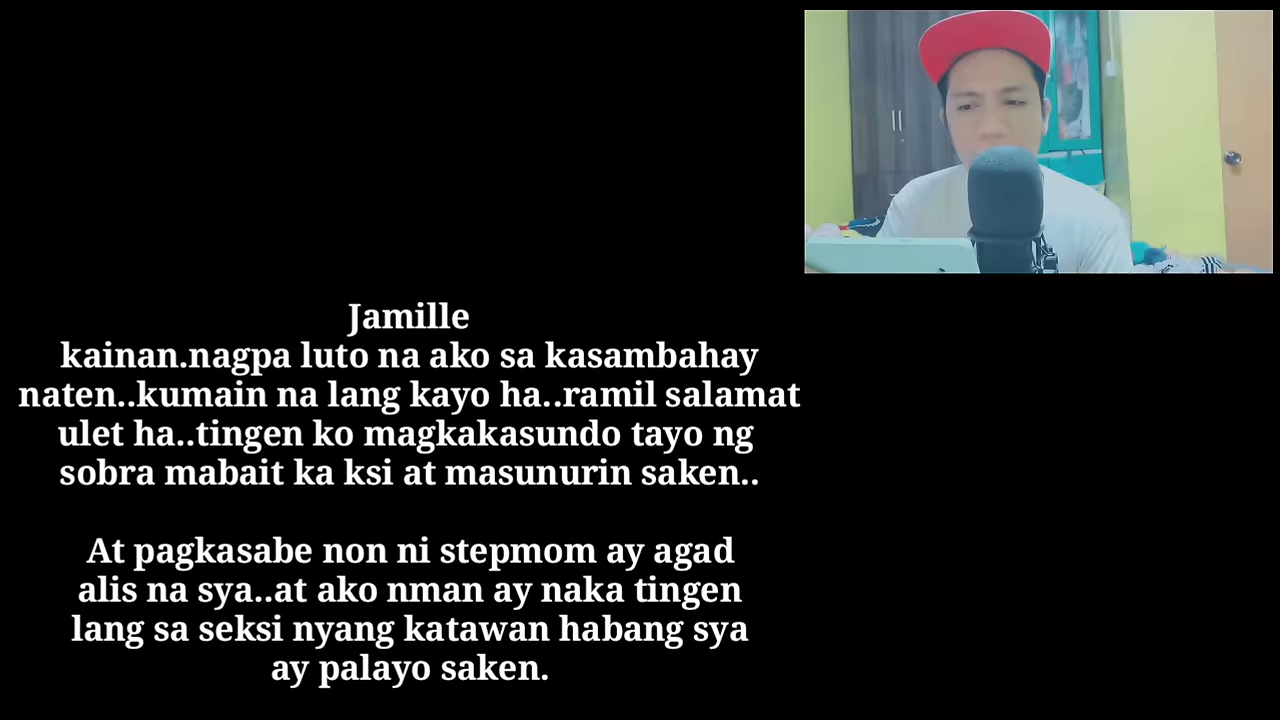 Jamille
kainan.nagpa luto na ako sa kasambahay
naten..kumain na lang kayo ha..ramil salamat
ulet ha..tingen ko magkakasundo tayo ng
sobra mabait ka ksi at masunurin saken..
At pagkasabe non ni stepmom ay agad
alis na sya..at ako nman ay naka tingen
lang sa seksi nyang katawan habang sya
ay palayo saken.